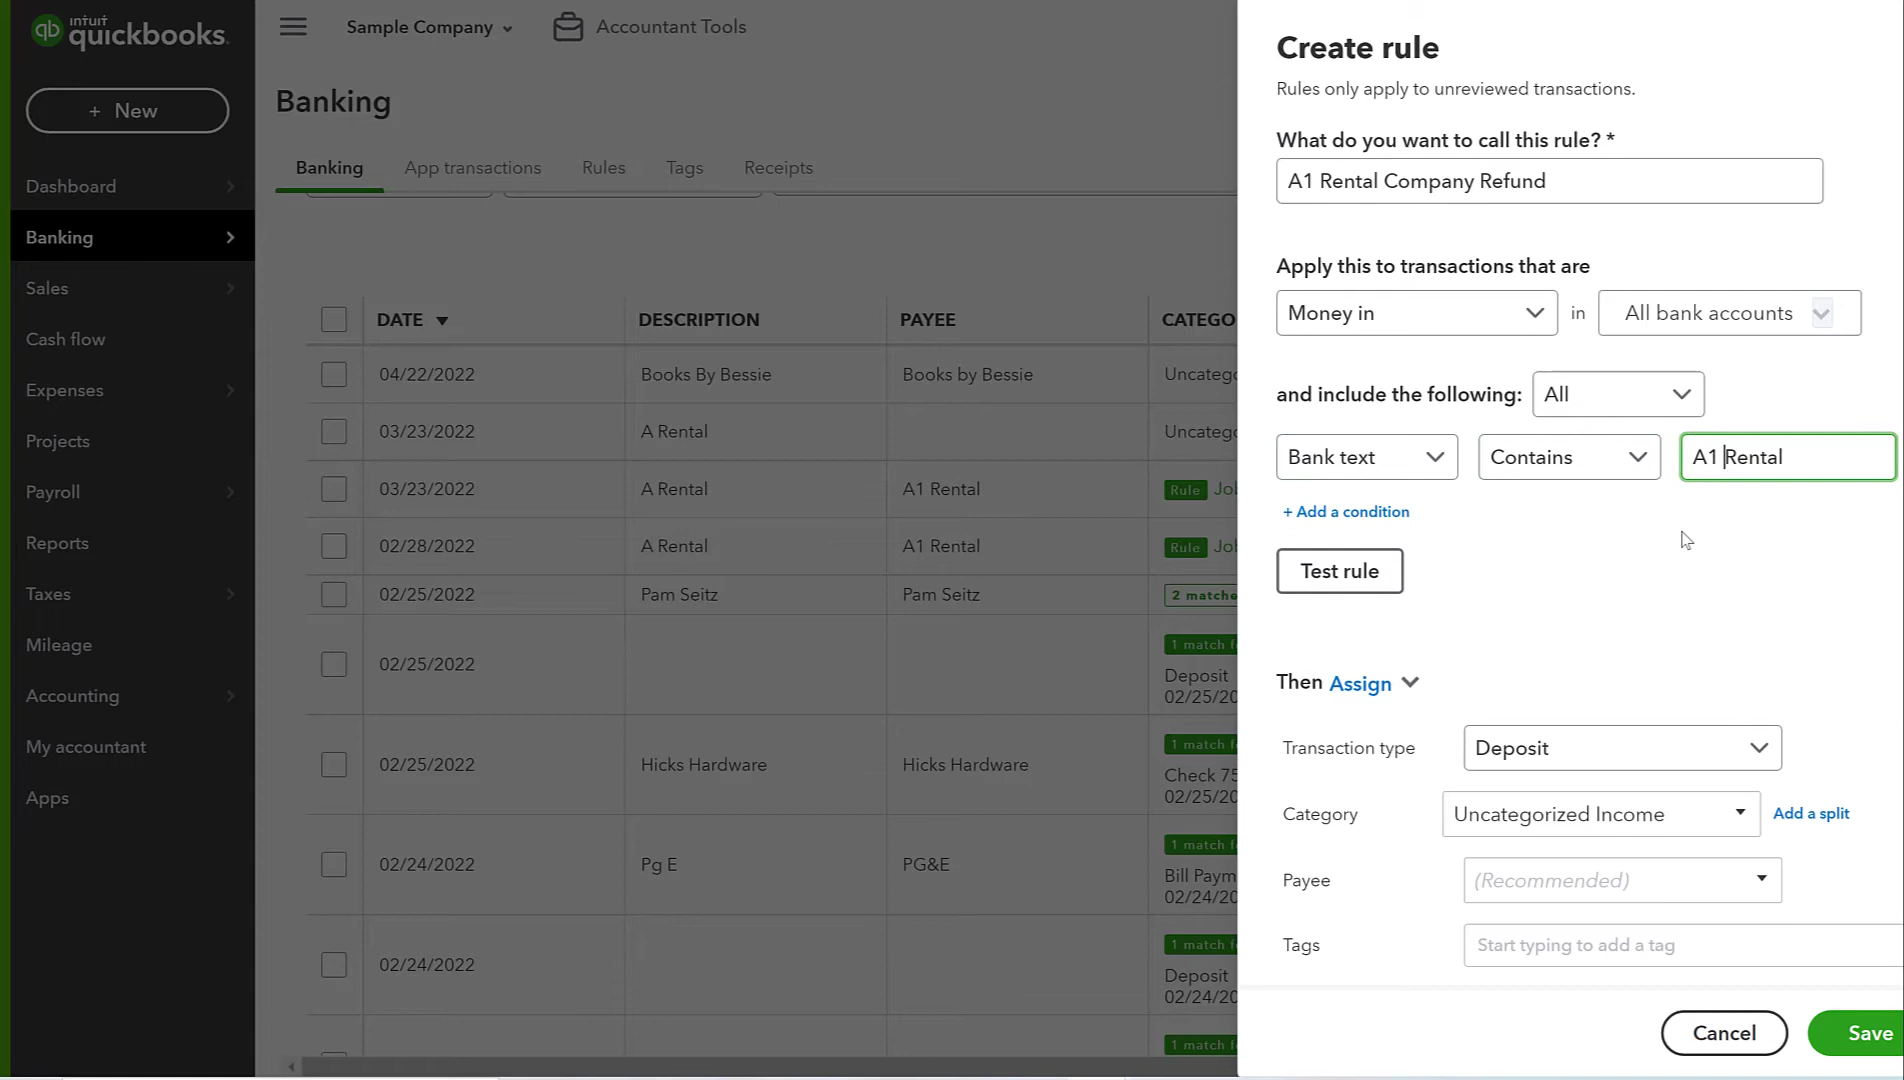 intuit
quickbooks.
+ New
Dashboard
Banking
Sales
Cash flow
Expenses
Projects
Payroll
Reports
Taxes
Mileage
Accounting
My accountant
Apps
Sample Company
Accountant Tools
Banking
Banking App transactions Rules Tags Receipts
DATE DESCRIPTION PAYEE CATEGO
04/22/2022 Books By Bessie Books by Bessie Uncatego
03/23/2022 A Rental Uncatego
03/23/2022 A Rental A1 Rental Rule Job
02/28/2022 A Rental A1 Rental Rule Job
02/25/2022 Pam Seitz Pam Seitz 2 matche
1 match f
02/25/2022 Deposit
02/25/20
1 match f
02/25/2022 Hicks Hardware Hicks Hardware Check 75
02/25/20
1 match f
02/24/2022 Pg E PG&E Bill Paym
02/24/20
1 match f
02/24/2022 Deposit
02/24/20
1 match f
Create rule
Rules only apply to unreviewed transactions.
What do you want to call this rule? *
A1 Rental Company Refund
Apply this to transactions that are
Money in in All bank accounts
and include the following: All
Bank text Contains A1 Rental
+ Add a condition
Test rule
Then Assign
Transaction type Deposit
Category Uncategorized Income Add a split
Payee (Recommended)
Tags Start typing to add a tag
Cancel Save